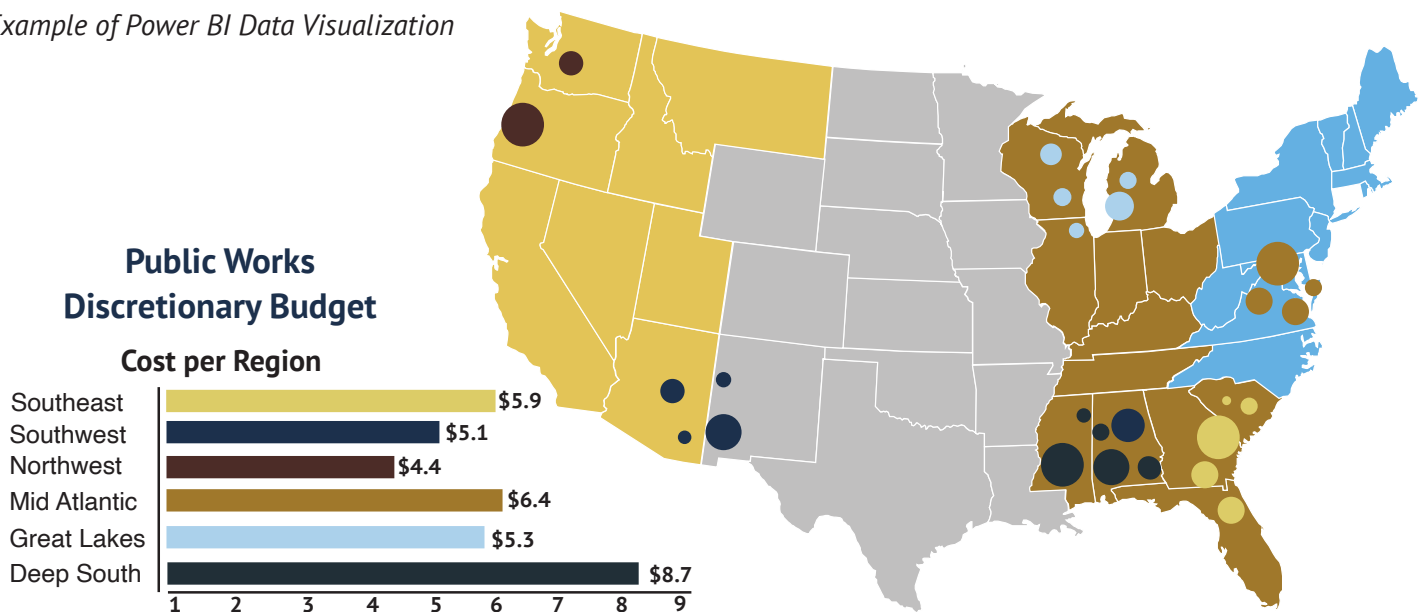 Example of Power BI Data Visualization
Public Works
Discretionary Budget
Cost per Region
Southeast $5.9
Southwest $5.1
Northwest $4.4
Mid Atlantic $6.4
Great Lakes $5.3
Deep South $8.7
1 2 3 4 5 6 7 8 9